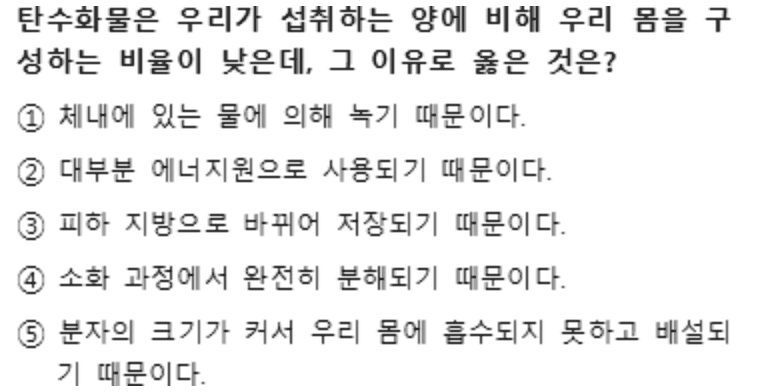 탄수화물은 우리가 섭취하는 양에 비해 우리 몸을 구
성하는 비율이 낮은데, 그 이유로 옳은 것은?
① 체내에 있는 물에 의해 녹기 때문이다.
② 대부분 에너지원으로 사용되기 때문이다.
③ 피하 지방으로 바뀌어 저장되기 때문이다.
④ 소화 과정에서 완전히 분해되기 때문이다.
⑤ 분자의 크기가 커서 우리 몸에 흡수되지 못하고 배설되
기 때문이다.